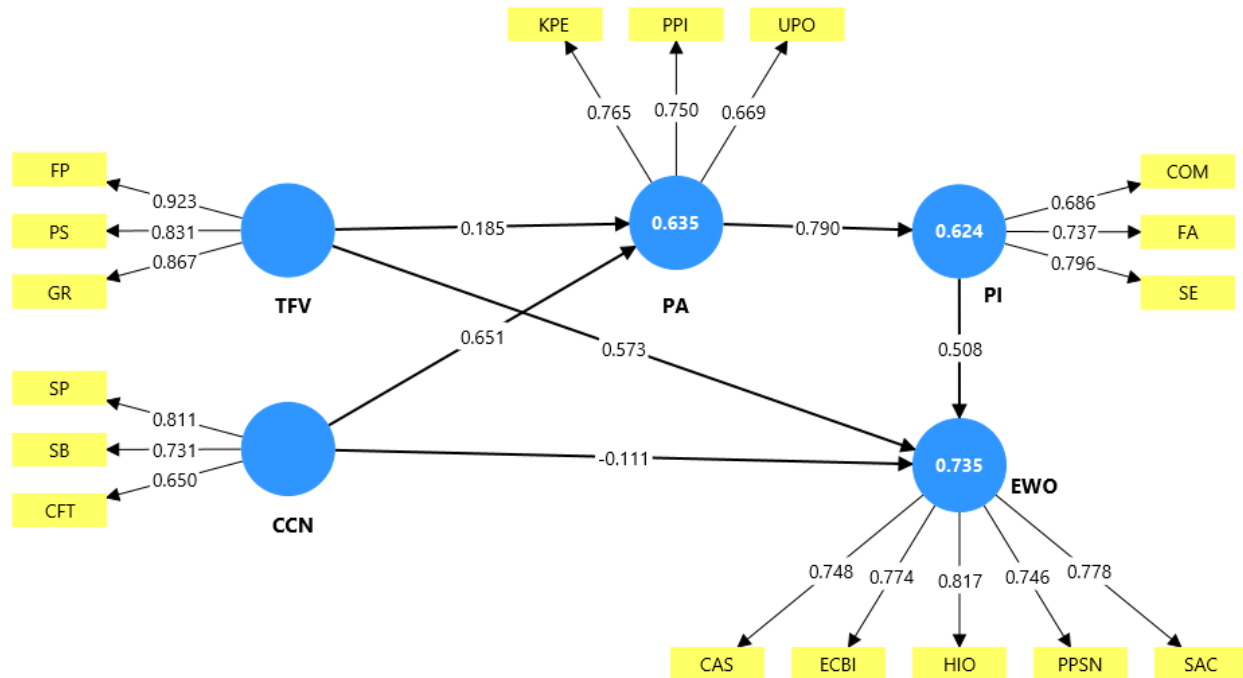 KPE PPI UPO
0.765 0.750 0.669
FP COM
0.923 0.686
PS 0.831 0.185 0.635 0.790 0.624 0.737 FA
0.867 0.796
GR SE
TFV PA PI
0.651 0.573 0.508
SP
0.811
SB 0.731 -0.111 0.735
0.650 EWO
CFT
CCN
0.748 0.774 0.817 0.746 0.778
CAS ECBI HIO PPSN SAC